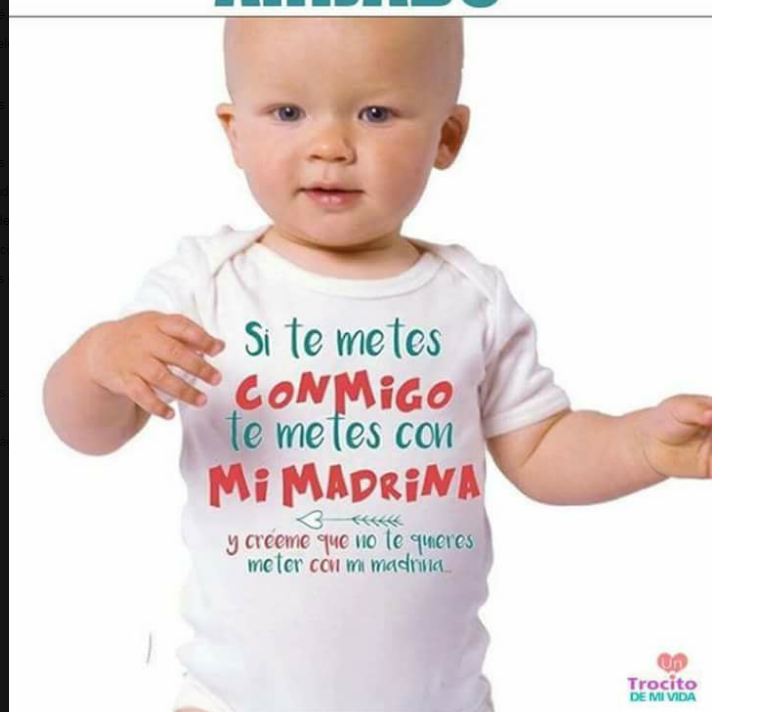 Si te metes
CONMiGO
te metes con
Mi MADRiNA
y créeme que no te quieres
meter con mi madrina...
Un
Trocito
DE MI VIDA